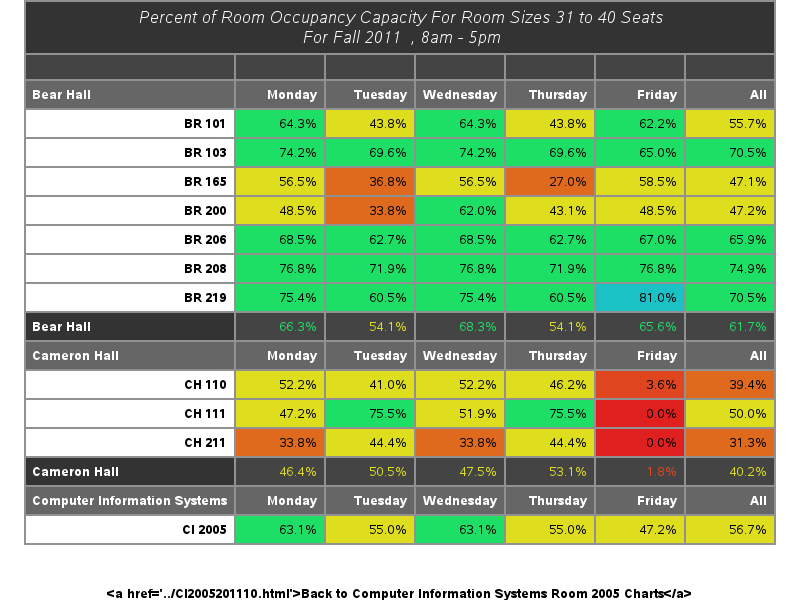 Percent of Room Occupancy Capacity For Room Sizes 31 to 40 Seats
For Fall 2011 , 8am - 5pm
Bear Hall Monday Tuesday Wednesday Thursday Friday All
BR 101 64.3% 43.8% 64.3% 43.8% 62.2% 55.7%
BR 103 74.2% 69.6% 74.2% 69.6% 65.0% 70.5%
BR 165 56.5% 36.8% 56.5% 27.0% 58.5% 47.1%
BR 200 48.5% 33.8% 62.0% 43.1% 48.5% 47.2%
BR 206 68.5% 62.7% 68.5% 62.7% 67.0% 65.9%
BR 208 76.8% 71.9% 76.8% 71.9% 76.8% 74.9%
BR 219 75.4% 60.5% 75.4% 60.5% 81.0% 70.5%
Bear Hall 66.3% 54.1% 68.3% 54.1% 65.6% 61.7%
Cameron Hall Monday Tuesday Wednesday Thursday Friday All
CH 110 52.2% 41.0% 52.2% 46.2% 3.6% 39.4%
CH 111 47.2% 75.5% 51.9% 75.5% 0.0% 50.0%
CH 211 33.8% 44.4% 33.8% 44.4% 0.0% 31.3%
Cameron Hall 46.4% 50.5% 47.5% 53.1% 1.8% 40.2%
Computer Information Systems Monday Tuesday Wednesday Thursday Friday All
CI 2005 63.1% 55.0% 63.1% 55.0% 47.2% 56.7%
&lt;a href='../CI2005201110.html'&gt;Back to Computer Information Systems Room 2005 Charts&lt;/a&gt;